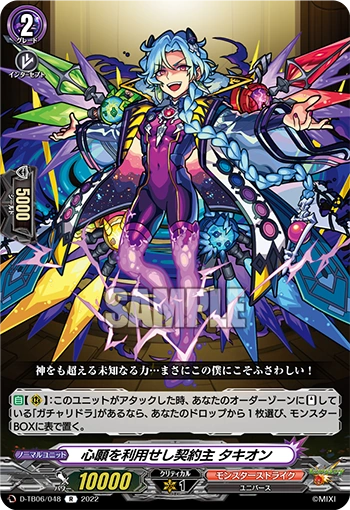 2
グレード
インターセプト
5000
シールド
SAMPLE
神をも超える未知なる力…まさにこの僕にこそふさわしい！
自【R】：このユニットがアタックした時、あなたのオーダーゾーンに【】して
いる「ガチャリドラ」があるなら、あなたのドロップから１枚選び、モンスター
BOXに表で置く。
ノーマルユニット
心願を利用せし契約主 タキオン
D-TB06/048 R 2022
パワー 10000
クリティカル
1
モンスターストライク
ユニバース
©MIXI